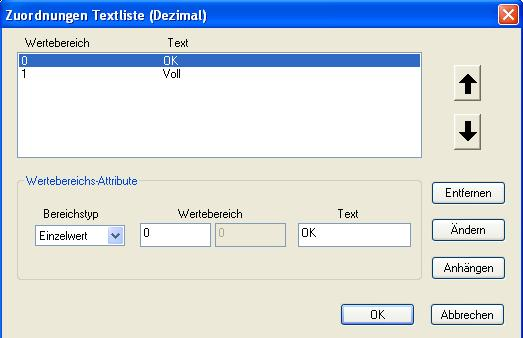 Zuordnungen Textliste (Dezimal)
Wertebereich Text
0 OK
1 Voll
Wertebereichs-Attribute
Bereichstyp Wertebereich Text
Einzelwert 0 0 OK
Entfernen
Ändern
Anhängen
OK Abbrechen